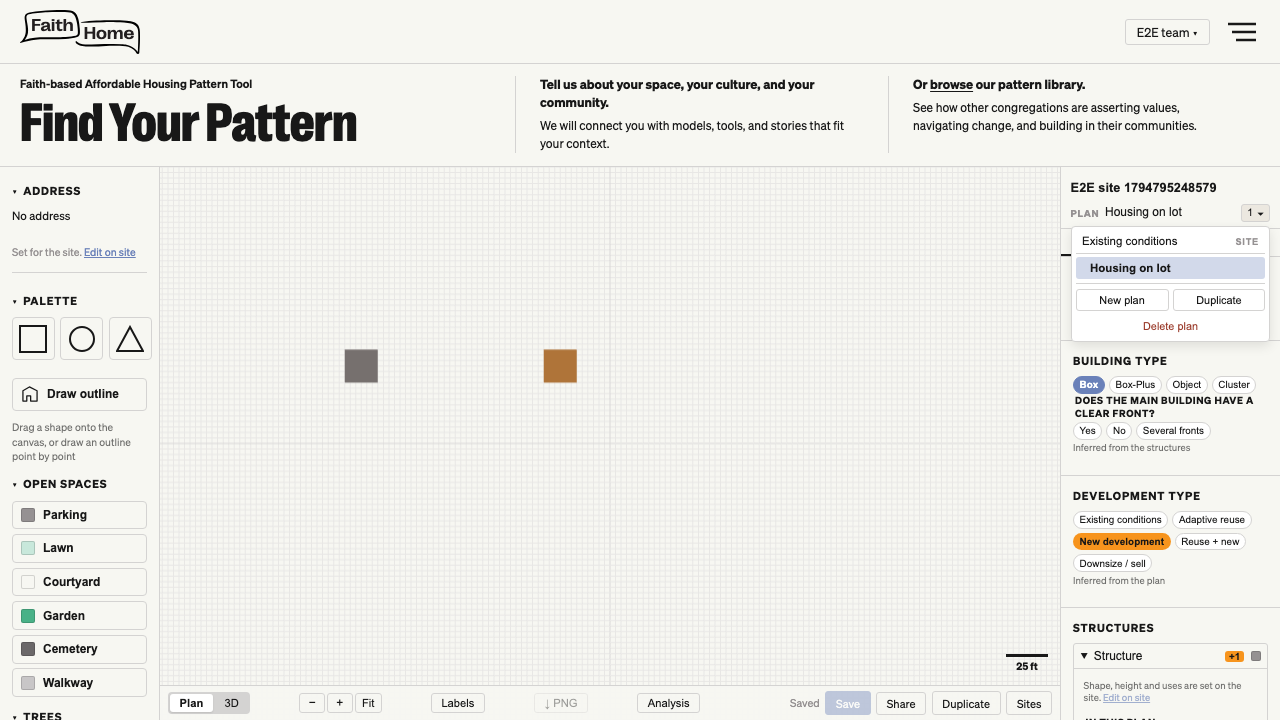 Faith
Home
E2E team ▾
Faith-based Affordable Housing Pattern Tool
Find Your Pattern
Tell us about your space, your culture, and your
community.
We will connect you with models, tools, and stories that fit
your context.
Or browse our pattern library.
See how other congregations are asserting values,
navigating change, and building in their communities.
▾ ADDRESS
No address
Set for the site. Edit on site
▾ PALETTE
Draw outline
Drag a shape onto the
canvas, or draw an outline
point by point
▾ OPEN SPACES
Parking
Lawn
Courtyard
Garden
Cemetery
Walkway
▾ TREES
25 ft
Plan 3D
− + Fit
Labels
↓ PNG
Analysis
Saved
Save
Share
Duplicate
Sites
E2E site 1794795248579
PLAN Housing on lot 1
Existing conditions SITE
Housing on lot
New plan Duplicate
Delete plan
BUILDING TYPE
Box Box-Plus Object Cluster
DOES THE MAIN BUILDING HAVE A
CLEAR FRONT?
Yes No Several fronts
Inferred from the structures
DEVELOPMENT TYPE
Existing conditions Adaptive reuse
New development Reuse + new
Downsize / sell
Inferred from the plan
STRUCTURES
▼ Structure +1
Shape, height and uses are set on the
site. Edit on site
IN THIS PLAN